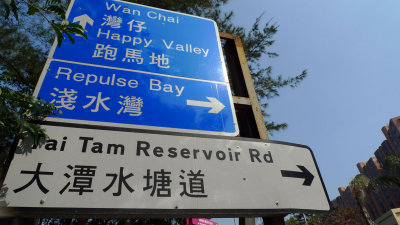 Wan Chai
灣仔
Happy Valley
跑馬地
Repulse Bay
淺水灣
Tai Tam Reservoir Rd
大潭水塘道